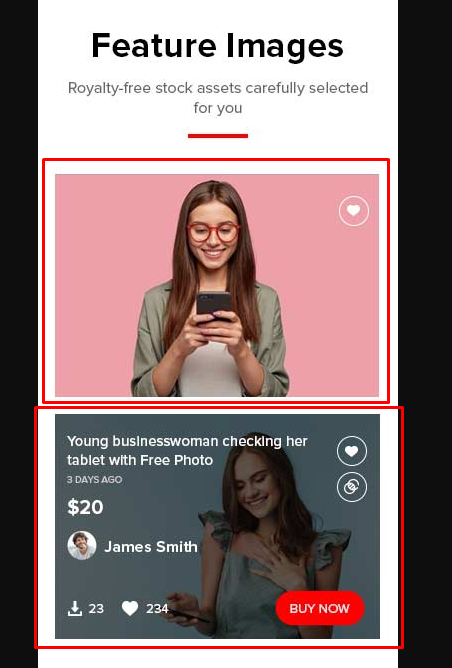 Feature Images
Royalty-free stock assets carefully selected
for you
Young businesswoman checking her
tablet with Free Photo
3 DAYS AGO
$20
James Smith
23 234
BUY NOW